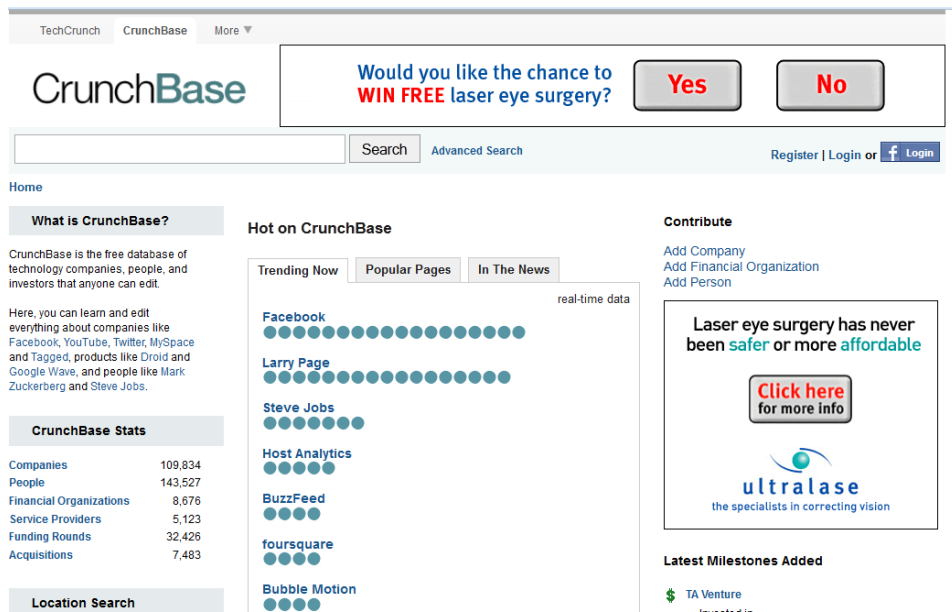 TechCrunch CrunchBase More ▼
CrunchBase
Would you like the chance to
WIN FREE laser eye surgery?
Yes No
Search Advanced Search
Register | Login or f Login
Home
What is CrunchBase?
CrunchBase is the free database of
technology companies, people, and
investors that anyone can edit.
Here, you can learn and edit
everything about companies like
Facebook, YouTube, Twitter, MySpace
and Tagged, products like Droid and
Google Wave, and people like Mark
Zuckerberg and Steve Jobs.
CrunchBase Stats
Companies 109,834
People 143,527
Financial Organizations 8,676
Service Providers 5,123
Funding Rounds 32,426
Acquisitions 7,483
Location Search
Hot on CrunchBase
Trending Now Popular Pages In The News
real-time data
Facebook
Larry Page
Steve Jobs
Host Analytics
BuzzFeed
foursquare
Bubble Motion
Contribute
Add Company
Add Financial Organization
Add Person
Laser eye surgery has never
been safer or more affordable
Click here
for more info
ultralase
the specialists in correcting vision
Latest Milestones Added
$ TA Venture
Invested in